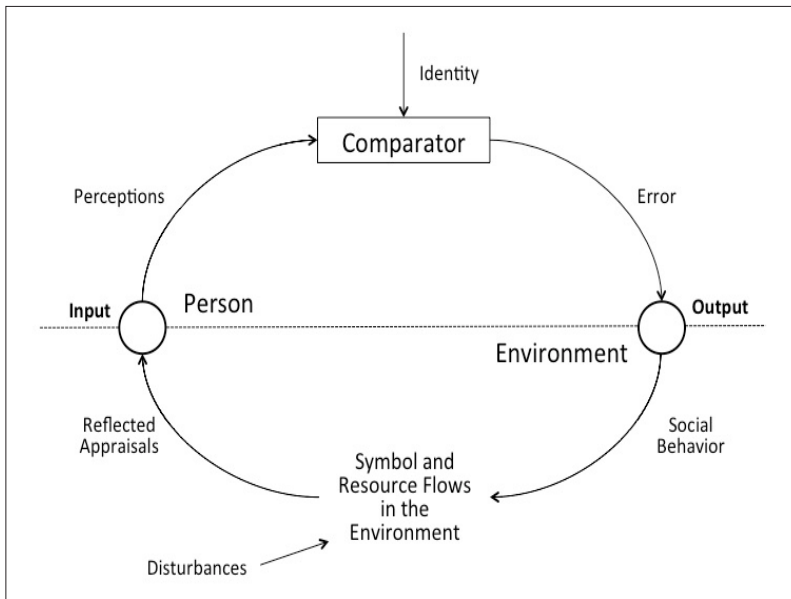 Identity
Comparator
Perceptions
Error
Input
Person
Output
Environment
Reflected
Appraisals
Social
Behavior
Symbol and
Resource Flows
in the
Environment
Disturbances